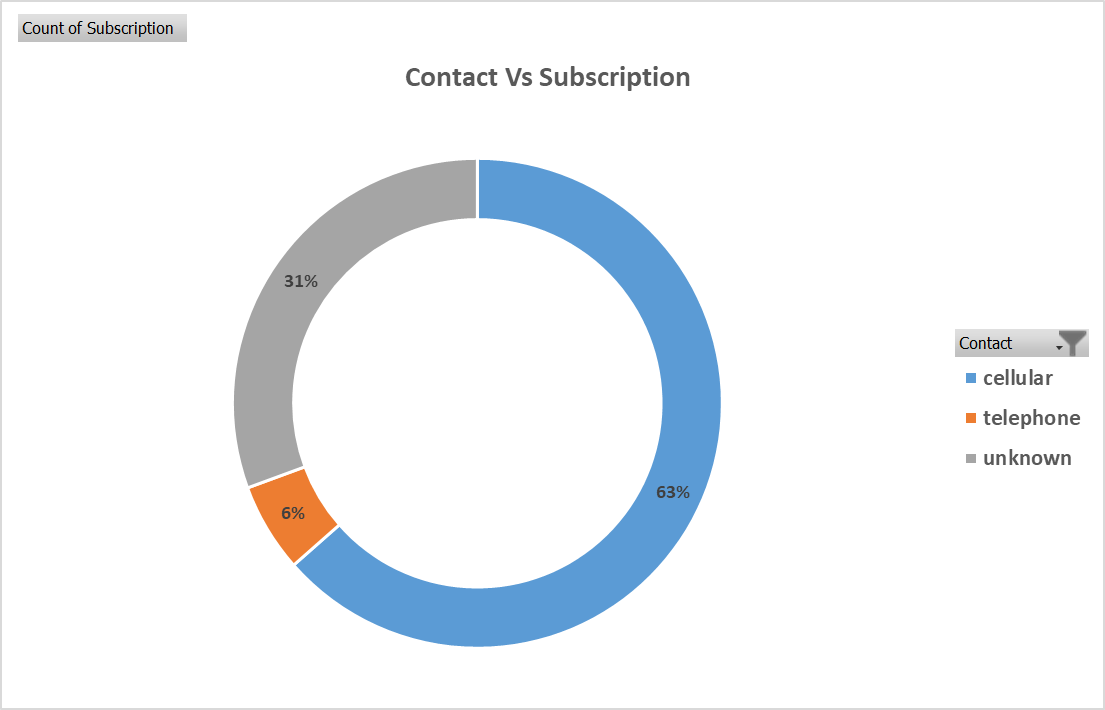 Count of Subscription
Contact Vs Subscription
31%
6%
63%
Contact
cellular
telephone
unknown